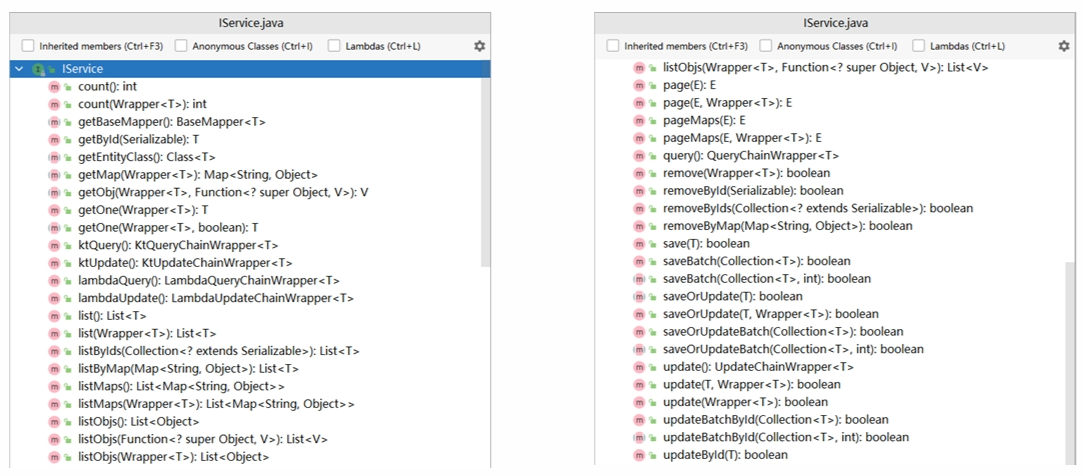 IService.java
Inherited members (Ctrl+F3) Anonymous Classes (Ctrl+I) Lambdas (Ctrl+L)
IService
count(): int
count(Wrapper<T>): int
getBaseMapper(): BaseMapper<T>
getById(Serializable): T
getEntityClass(): Class<T>
getMap(Wrapper<T>): Map<String, Object>
getObj(Wrapper<T>, Function<? super Object, V>): V
getOne(Wrapper<T>): T
getOne(Wrapper<T>, boolean): T
ktQuery(): KtQueryChainWrapper<T>
ktUpdate(): KtUpdateChainWrapper<T>
lambdaQuery(): LambdaQueryChainWrapper<T>
lambdaUpdate(): LambdaUpdateChainWrapper<T>
list(): List<T>
list(Wrapper<T>): List<T>
listByIds(Collection<? extends Serializable>): List<T>
listByMap(Map<String, Object>): List<T>
listMaps(): List<Map<String, Object>>
listMaps(Wrapper<T>): List<Map<String, Object>>
listObjs(): List<Object>
listObjs(Function<? super Object, V>): List<V>
listObjs(Wrapper<T>): List<Object>
IService.java
Inherited members (Ctrl+F3) Anonymous Classes (Ctrl+I) Lambdas (Ctrl+L)
listObjs(Wrapper<T>, Function<? super Object, V>): List<V>
page(E): E
page(E, Wrapper<T>): E
pageMaps(E): E
pageMaps(E, Wrapper<T>): E
query(): QueryChainWrapper<T>
remove(Wrapper<T>): boolean
removeById(Serializable): boolean
removeByIds(Collection<? extends Serializable>): boolean
removeByMap(Map<String, Object>): boolean
save(T): boolean
saveBatch(Collection<T>): boolean
saveBatch(Collection<T>, int): boolean
saveOrUpdate(T): boolean
saveOrUpdate(T, Wrapper<T>): boolean
saveOrUpdateBatch(Collection<T>): boolean
saveOrUpdateBatch(Collection<T>, int): boolean
update(): UpdateChainWrapper<T>
update(T, Wrapper<T>): boolean
update(Wrapper<T>): boolean
updateBatchById(Collection<T>): boolean
updateBatchById(Collection<T>, int): boolean
updateById(T): boolean